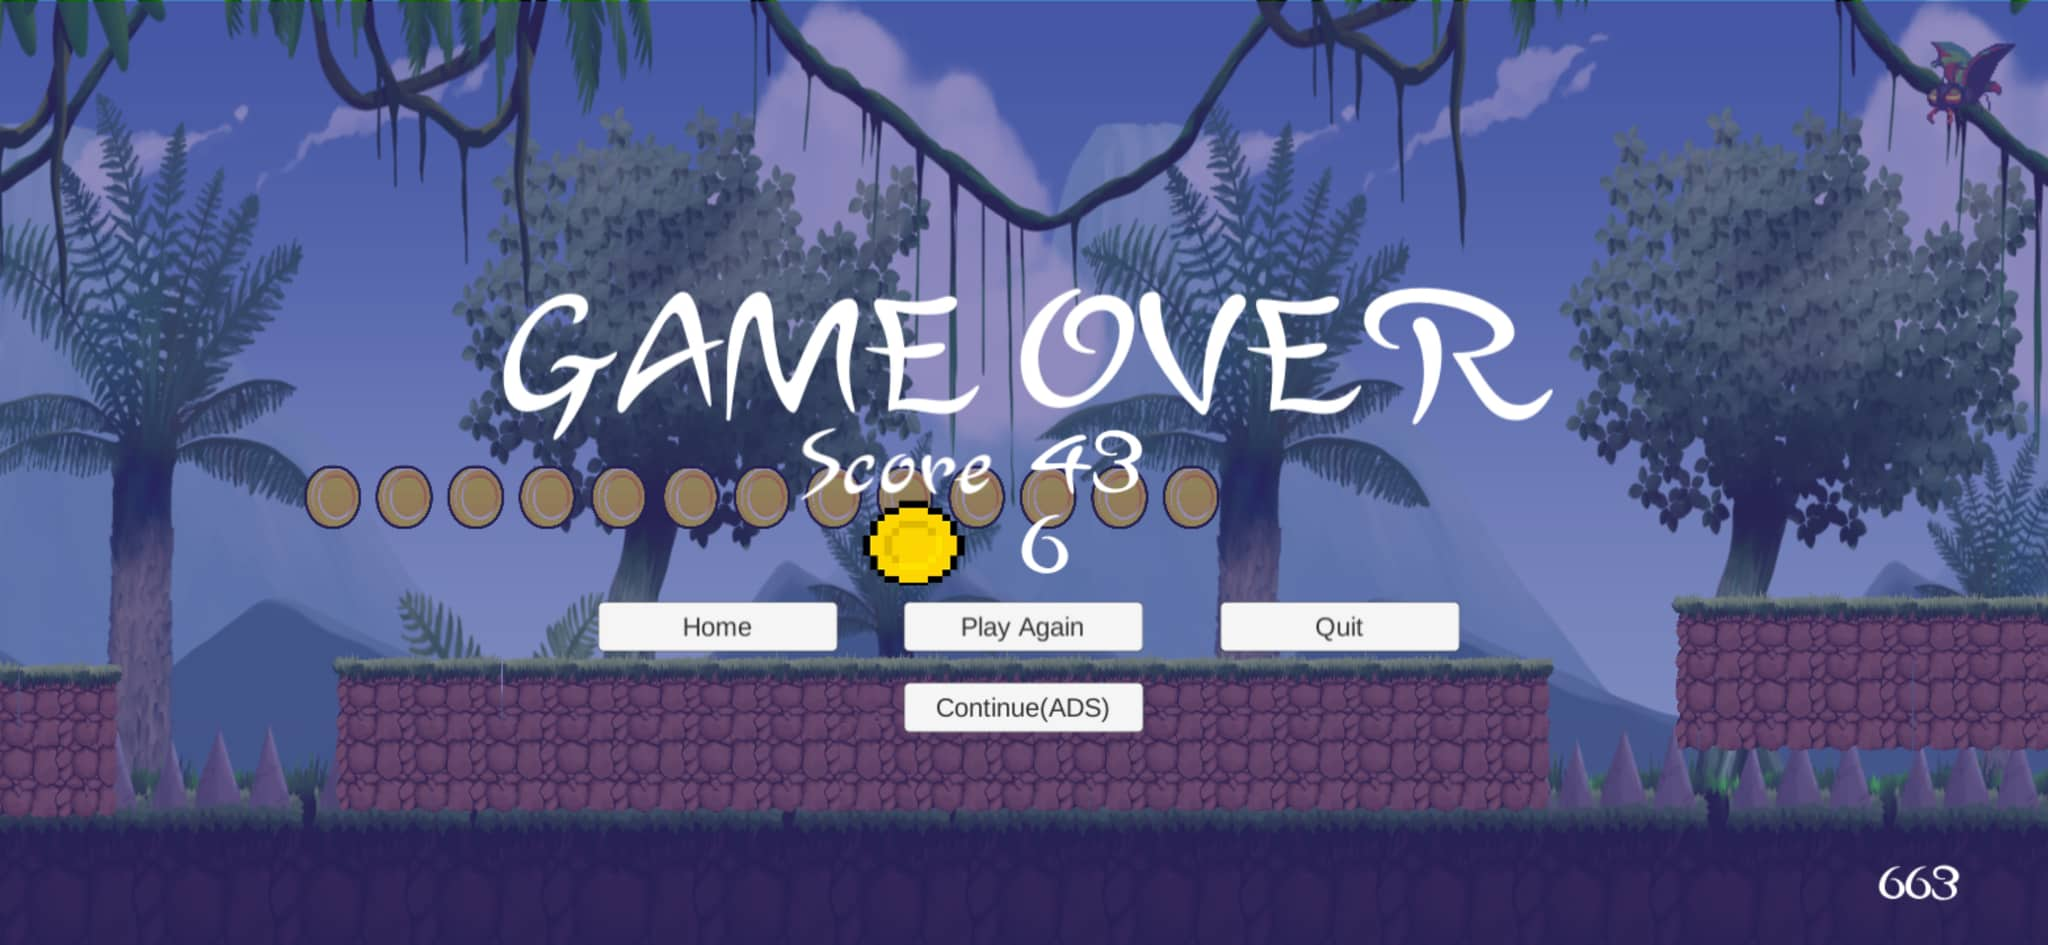 GAME OVER
Score 43
6
Home
Play Again
Quit
Continue(ADS)
663